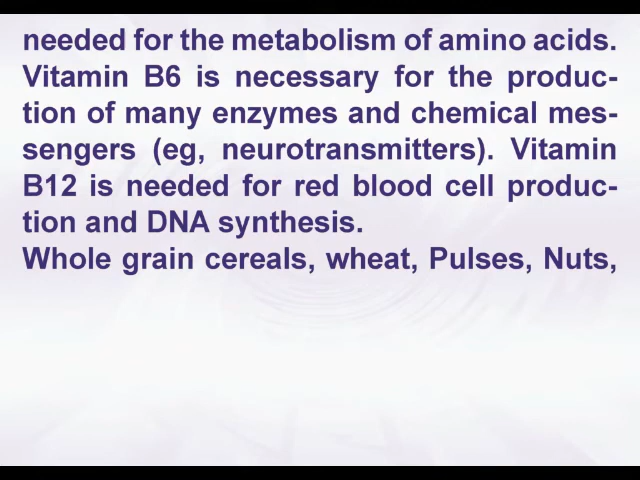 needed for the metabolism of amino acids.
Vitamin B6 is necessary for the produc-
tion of many enzymes and chemical mes-
sengers (eg, neurotransmitters). Vitamin
B12 is needed for red blood cell produc-
tion and DNA synthesis.
Whole grain cereals, wheat, Pulses, Nuts,